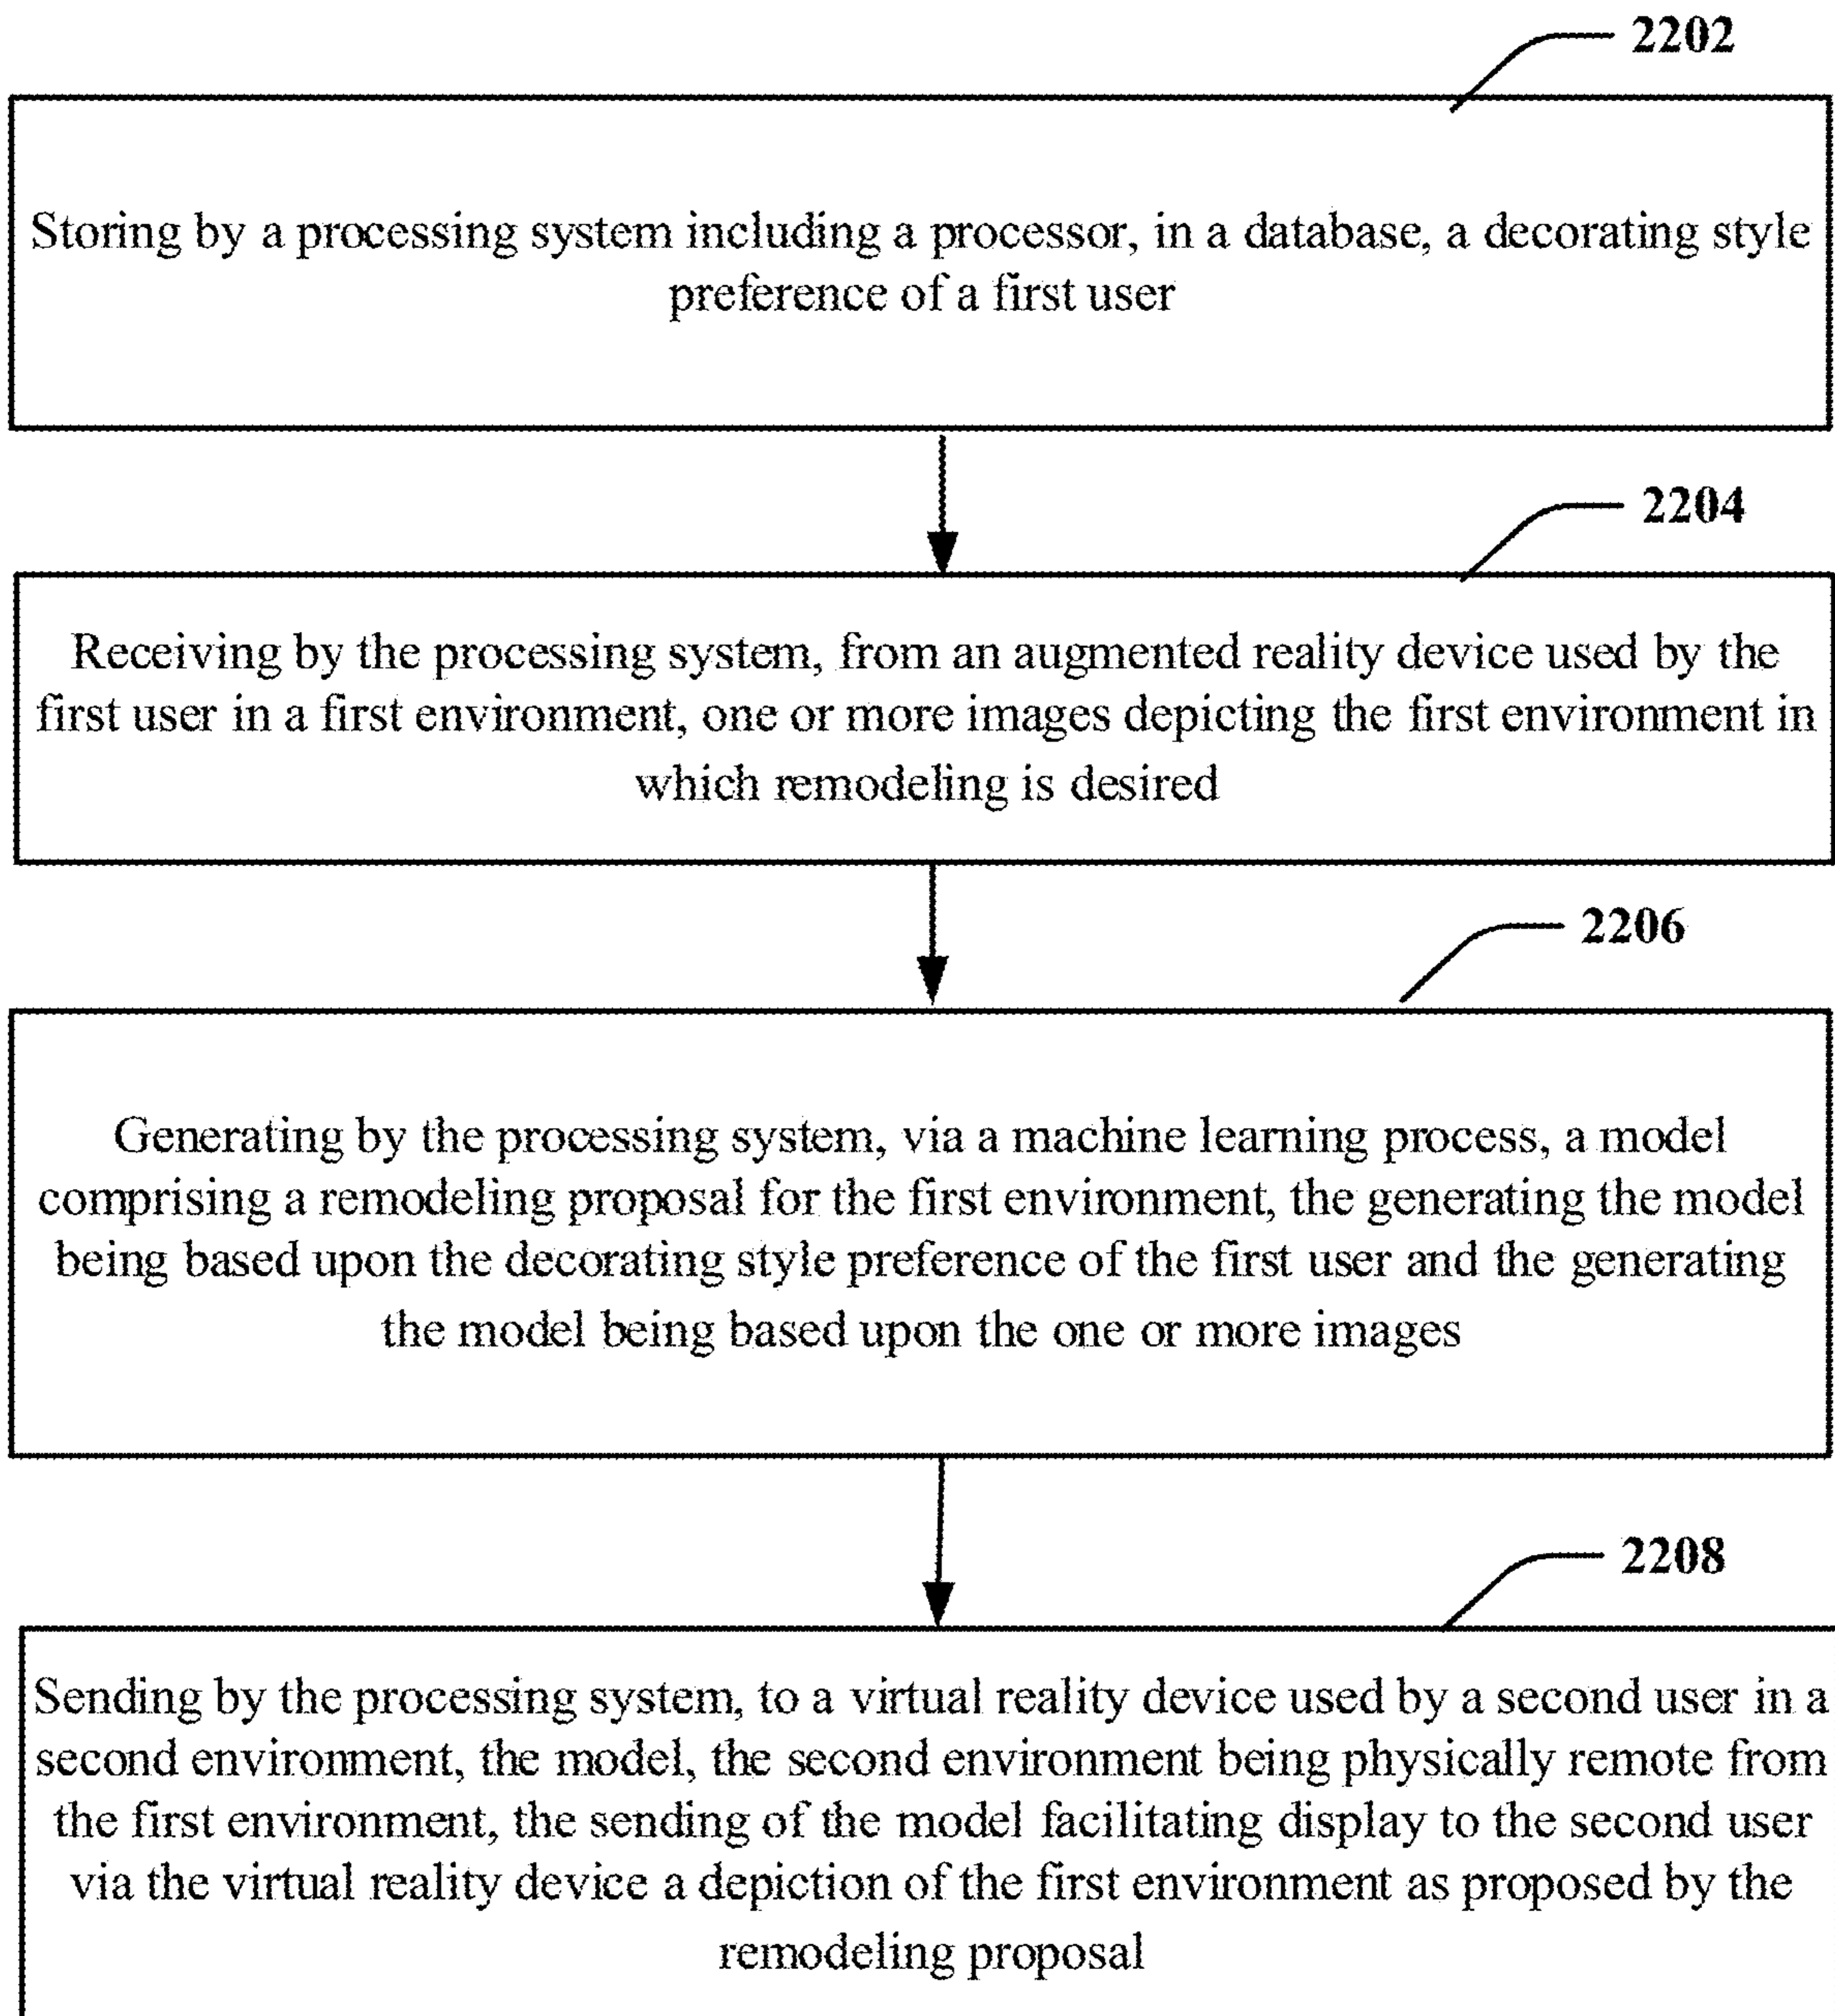 2202
Storing by a processing system including a processor, in a database, a decorating style
preference of a first user
2204
Receiving by the processing system, from an augmented reality device used by the
first user in a first environment, one or more images depicting the first environment in
which remodeling is desired
2206
Generating by the processing system, via a machine learning process, a model
comprising a remodeling proposal for the first environment, the generating the model
being based upon the decorating style preference of the first user and the generating
the model being based upon the one or more images
2208
Sending by the processing system, to a virtual reality device used by a second user in a
second environment, the model, the second environment being physically remote from
the first environment, the sending of the model facilitating display to the second user
via the virtual reality device a depiction of the first environment as proposed by the
remodeling proposal